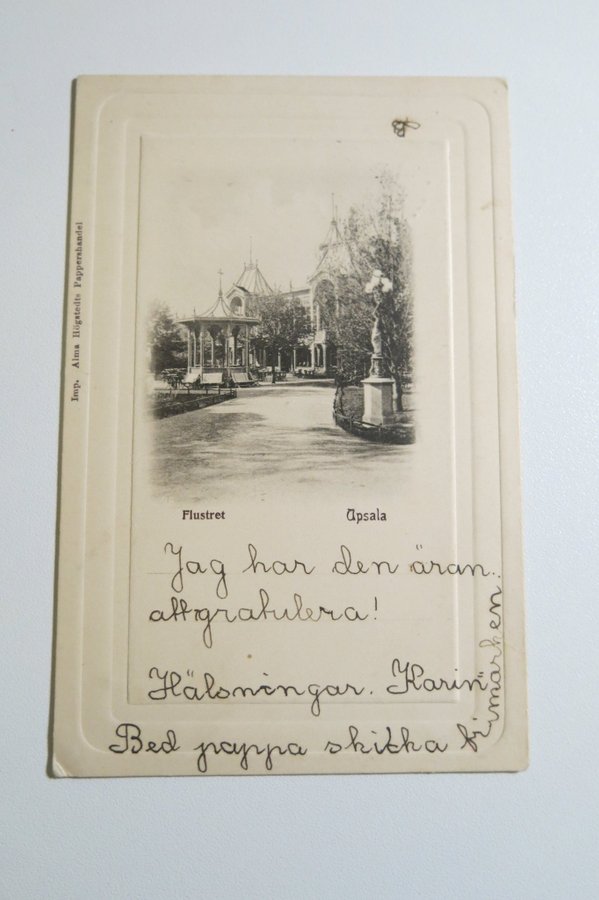 Imp. Alma Högstedts Pappershandel
Flustret Upsala
Jag har den äran
att gratulera!
Hälsningar. Karin.
Bed pappa skicka frimärken.